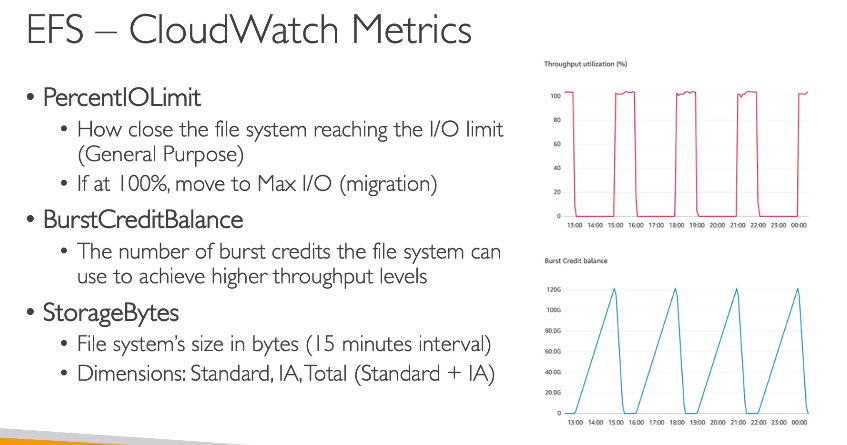 EFS – CloudWatch Metrics
• PercentIOLimit
• How close the file system reaching the I/O limit
(General Purpose)
• If at 100%, move to Max I/O (migration)
• BurstCreditBalance
• The number of burst credits the file system can
use to achieve higher throughput levels
• StorageBytes
• File system's size in bytes (15 minutes interval)
• Dimensions: Standard, IA, Total (Standard + IA)
Throughput utilization (%)
100
80
60
40
20
0
13:00 14:00 15:00 16:00 17:00 18:00 19:00 20:00 21:00 22:00 23:00 00:00
Burst Credit balance
120G
100G
80.0G
60.0G
40.0G
20.0G
0
13:00 14:00 15:00 16:00 17:00 18:00 19:00 20:00 21:00 22:00 23:00 00:00